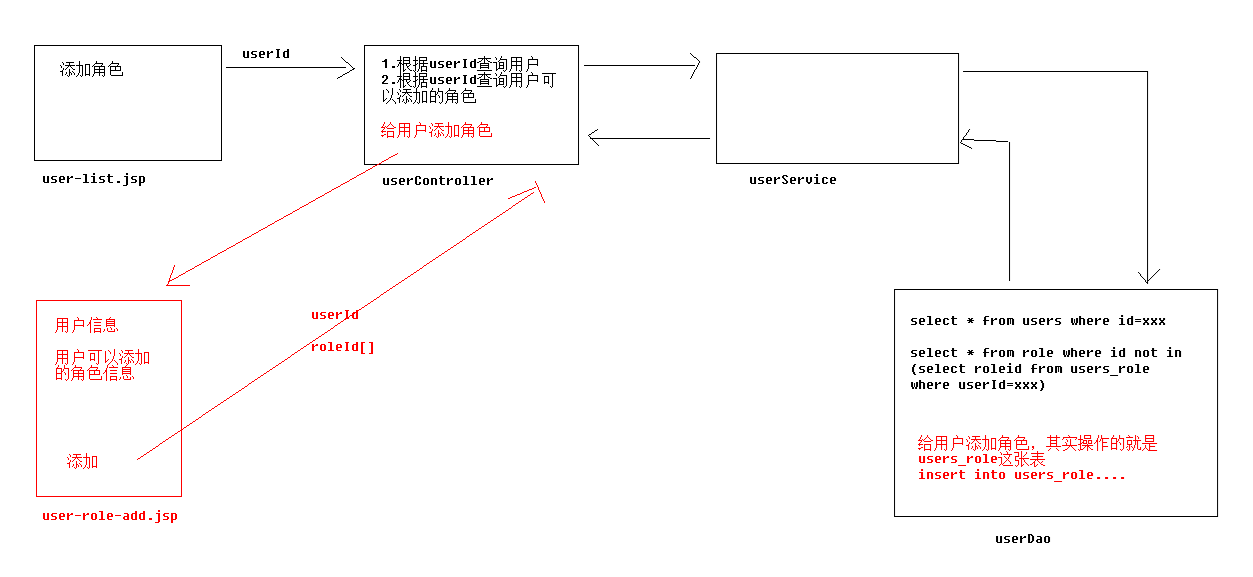 添加角色
user-list.jsp
userId
1.根据userId查询用户
2.根据userId查询用户可
以添加的角色
给用户添加角色
userController
userService
用户信息
用户可以添加
的角色信息
添加
user-role-add.jsp
userId
roleId[]
select * from users where id=xxx
select * from role where id not in
(select roleid from users_role
where userId=xxx)
给用户添加角色，其实操作的就是
users_role这张表
insert into users_role....
userDao